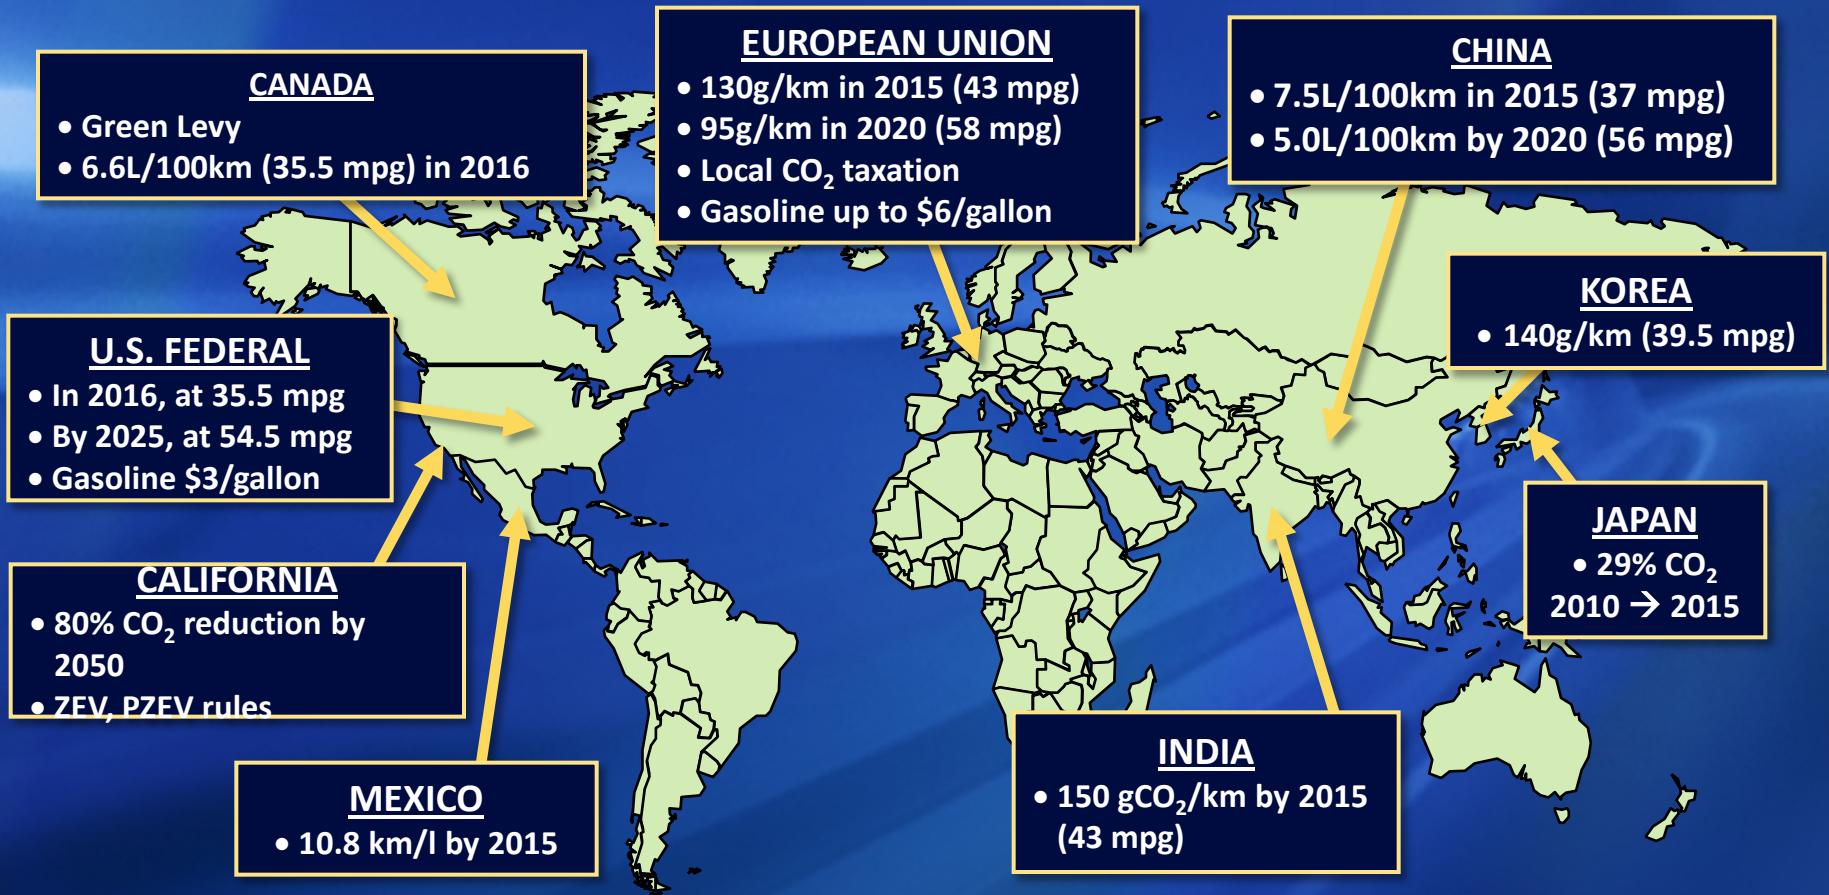 CANADA
• Green Levy
• 6.6L/100km (35.5 mpg) in 2016
EUROPEAN UNION
• 130g/km in 2015 (43 mpg)
• 95g/km in 2020 (58 mpg)
• Local CO₂ taxation
• Gasoline up to $6/gallon
CHINA
• 7.5L/100km in 2015 (37 mpg)
• 5.0L/100km by 2020 (56 mpg)
KOREA
• 140g/km (39.5 mpg)
U.S. FEDERAL
• In 2016, at 35.5 mpg
• By 2025, at 54.5 mpg
• Gasoline $3/gallon
JAPAN
• 29% CO₂
2010 → 2015
CALIFORNIA
• 80% CO₂ reduction by
2050
• ZEV, PZEV rules
MEXICO
• 10.8 km/l by 2015
INDIA
• 150 gCO₂/km by 2015
(43 mpg)